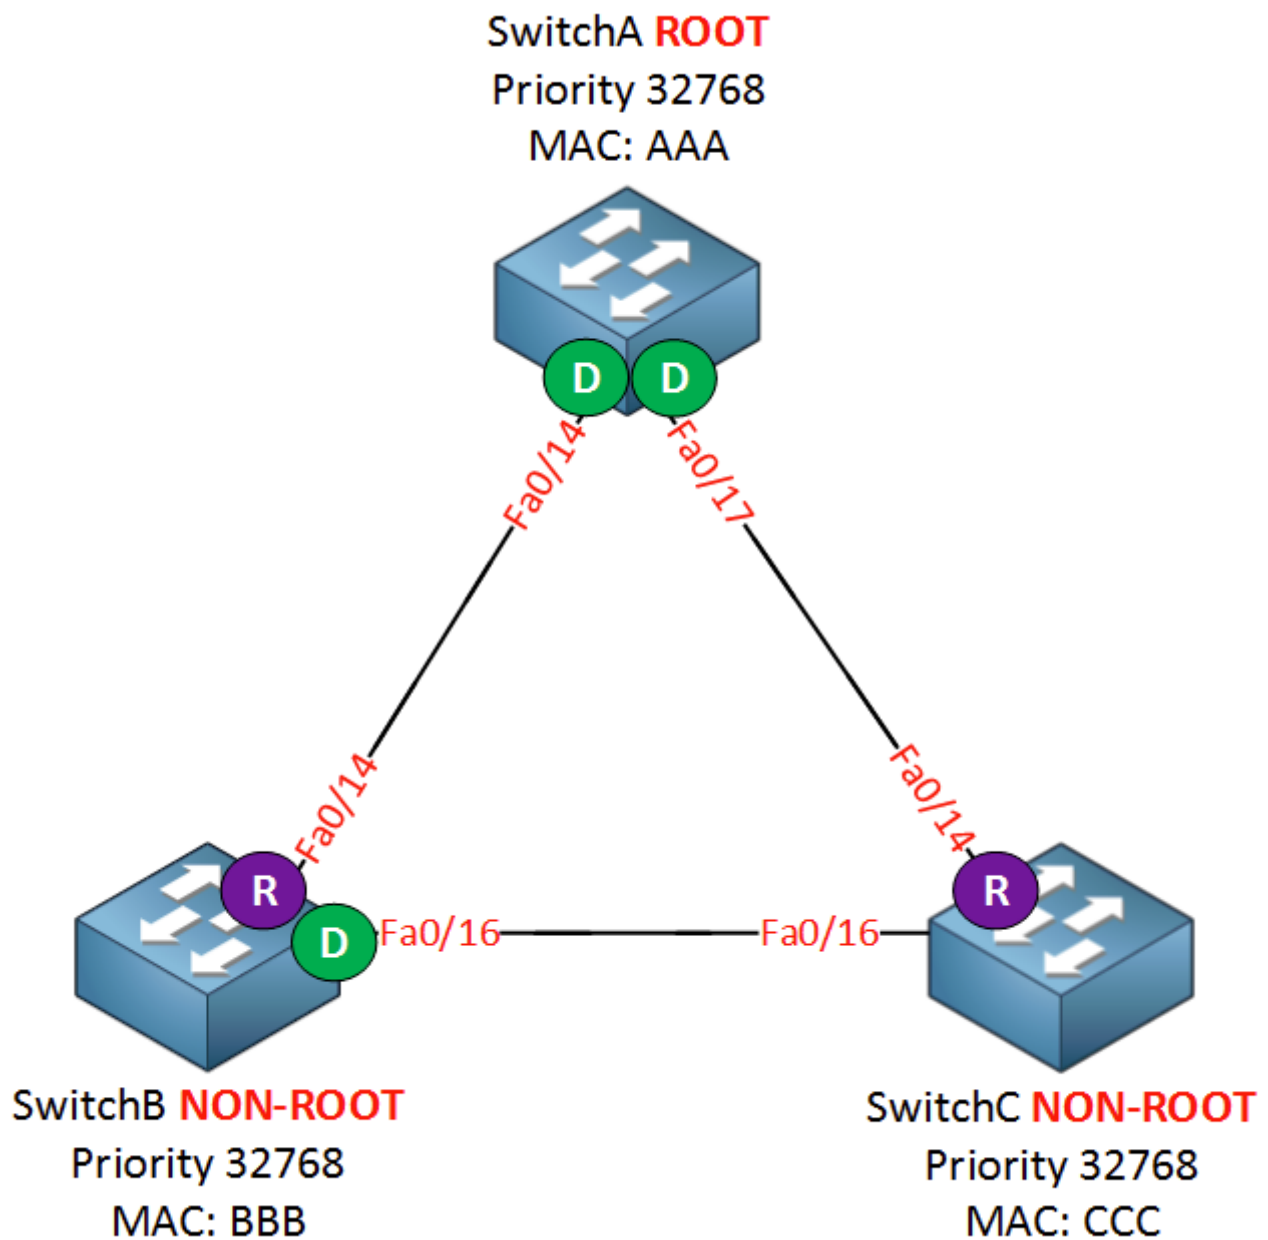 SwitchA ROOT
Priority 32768
MAC: AAA
D D
Fa0/14 Fa0/17
Fa0/14 Fa0/14
R R
D Fa0/16 Fa0/16
SwitchB NON-ROOT
Priority 32768
MAC: BBB
SwitchC NON-ROOT
Priority 32768
MAC: CCC